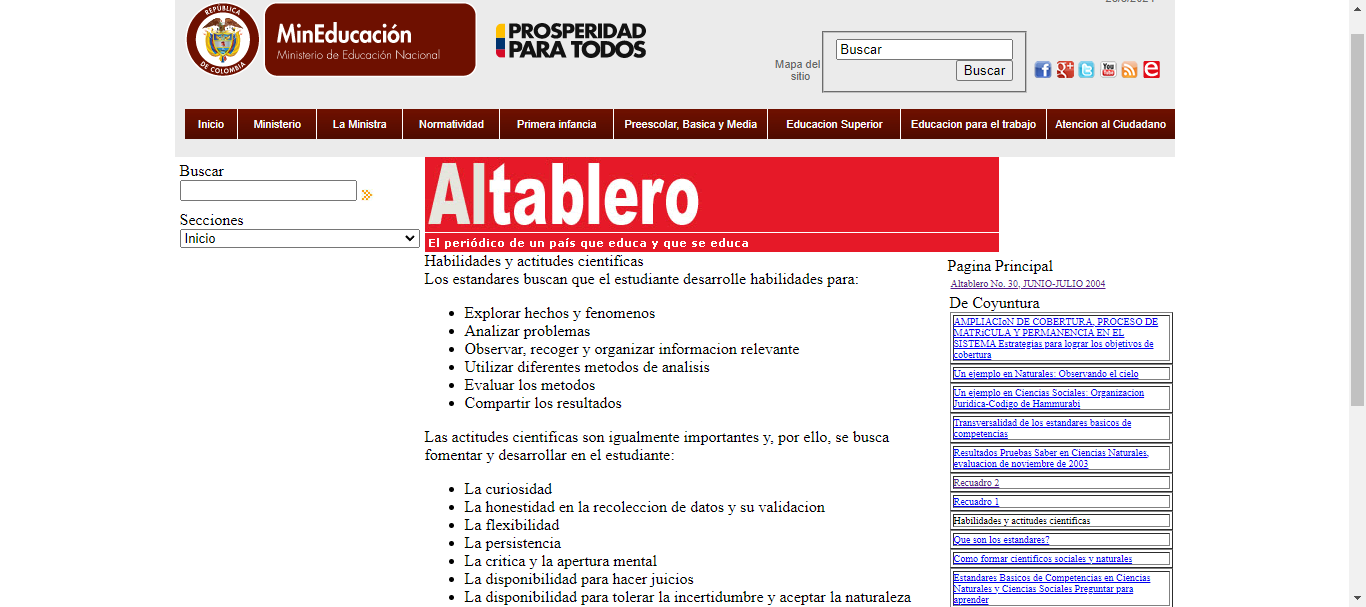 REPÚBLICA
DE COLOMBIA
MinEducación
Ministerio de Educación Nacional
PROSPERIDAD
PARA TODOS
Mapa del
sitio
Buscar
Buscar
You
Tube
Inicio
Ministerio
La Ministra
Normatividad
Primera infancia
Preescolar, Basica y Media
Educacion Superior
Educacion para el trabajo
Atencion al Ciudadano
Buscar
Secciones
Inicio
Altablero
El periódico de un país que educa y que se educa
Habilidades y actitudes cientificas
Los estandares buscan que el estudiante desarrolle habilidades para:
• Explorar hechos y fenomenos
• Analizar problemas
• Observar, recoger y organizar informacion relevante
• Utilizar diferentes metodos de analisis
• Evaluar los metodos
• Compartir los resultados
Las actitudes cientificas son igualmente importantes y, por ello, se busca
fomentar y desarrollar en el estudiante:
• La curiosidad
• La honestidad en la recoleccion de datos y su validacion
• La flexibilidad
• La persistencia
• La critica y la apertura mental
• La disponibilidad para hacer juicios
• La disponibilidad para tolerar la incertidumbre y aceptar la naturaleza
Pagina Principal
Altablero No. 30, JUNIO-JULIO 2004
De Coyuntura
AMPLIACIoN DE COBERTURA, PROCESO DE
MATRiCULA Y PERMANENCIA EN EL
SISTEMA Estrategias para lograr los objetivos de
cobertura
Un ejemplo en Naturales: Observando el cielo
Un ejemplo en Ciencias Sociales: Organizacion
Juridica-Codigo de Hammurabi
Transversalidad de los estandares basicos de
competencias
Resultados Pruebas Saber en Ciencias Naturales,
evaluacion de noviembre de 2003
Recuadro 2
Recuadro 1
Habilidades y actitudes cientificas
Que son los estandares?
Como formar cientificos sociales y naturales
Estandares Basicos de Competencias en Ciencias
Naturales y Ciencias Sociales Preguntar para
aprender